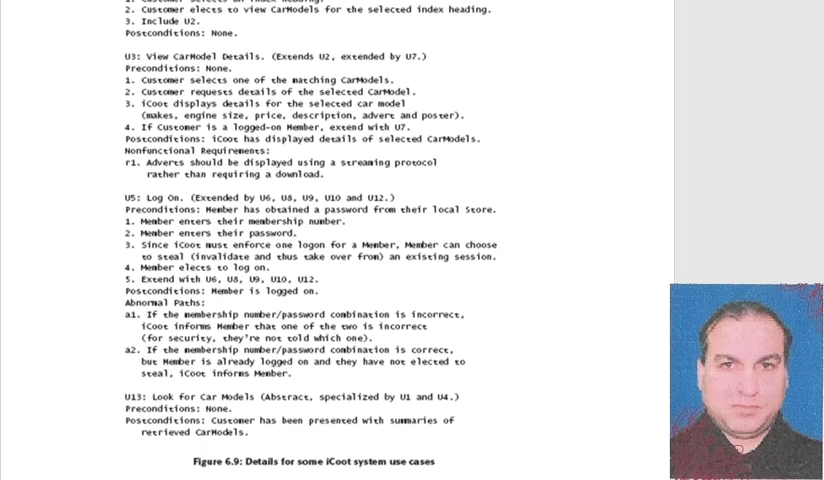 1. Customer selects an index heading.
2. Customer elects to view CarModels for the selected index heading.
3. Include U2.
Postconditions: None.
U3: View CarModel Details. (Extends U2, extended by U7.)
Preconditions: None.
1. Customer selects one of the matching CarModels.
2. Customer requests details of the selected CarModel.
3. iCoot displays details for the selected car model
(makes, engine size, price, description, advert and poster).
4. If Customer is a logged-on Member, extend with U7.
Postconditions: iCoot has displayed details of selected CarModels.
Nonfunctional Requirements:
r1. Adverts should be displayed using a streaming protocol
rather than requiring a download.
U5: Log On. (Extended by U6, U8, U9, U10 and U12.)
Preconditions: Member has obtained a password from their local Store.
1. Member enters their membership number.
2. Member enters their password.
3. Since iCoot must enforce one logon for a Member, Member can choose
to steal (invalidate and thus take over from) an existing session.
4. Member elects to log on.
5. Extend with U6, U8, U9, U10, U12.
Postconditions: Member is logged on.
Abnormal Paths:
a1. If the membership number/password combination is incorrect,
iCoot informs Member that one of the two is incorrect
(for security, they're not told which one).
a2. If the membership number/password combination is correct,
but Member is already logged on and they have not elected to
steal, iCoot informs Member.
U13: Look for Car Models (Abstract, specialized by U1 and U4.)
Preconditions: None.
Postconditions: Customer has been presented with summaries of
retrieved CarModels.
Figure 6.9: Details for some iCoot system use cases